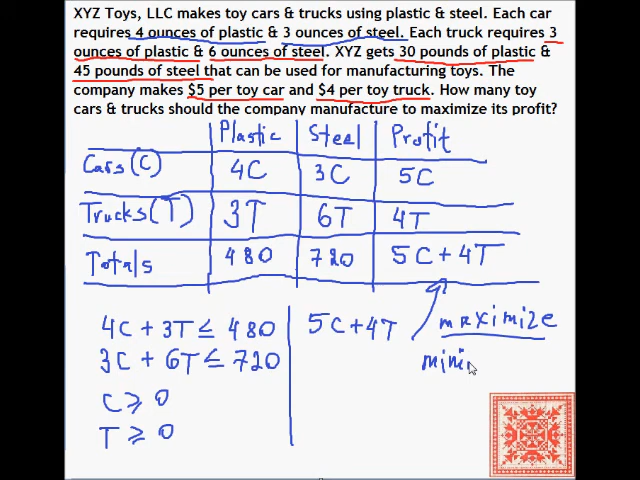 XYZ Toys, LLC makes toy cars & trucks using plastic & steel. Each car
requires 4 ounces of plastic & 3 ounces of steel. Each truck requires 3
ounces of plastic & 6 ounces of steel. XYZ gets 30 pounds of plastic &
45 pounds of steel that can be used for manufacturing toys. The
company makes $5 per toy car and $4 per toy truck. How many toy
cars & trucks should the company manufacture to maximize its profit?
Plastic Steel Profit
Cars (C) 4C 3C 5C
Trucks (T) 3T 6T 4T
Totals 480 720 5C + 4T
4C + 3T ≤ 480 5C + 4T maximize
3C + 6T ≤ 720 mini
C ≥ 0
T ≥ 0